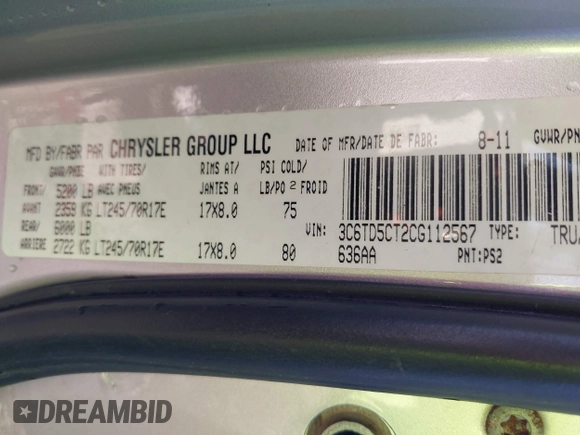 MFD BY/FABR PAR CHRYSLER GROUP LLC DATE OF MFR/DATE DE FABR: 8-11 GVWR/PN
GAWR/PNBE WITH TIRES/ RIMS AT/ PSI COLD/
FRONT/ 5200 LB AVEC PNEUS JANTES A LB/PO² FROID
AVANT 2359 KG LT245/70R17E 17X8.0 75
REAR/ 6000 LB VIN: 3C6TD5CT2CG112567 TYPE: TRU
ARRIERE 2722 KG LT245/70R17E 17X8.0 80 636AA PNT:PS2
DREAMBID